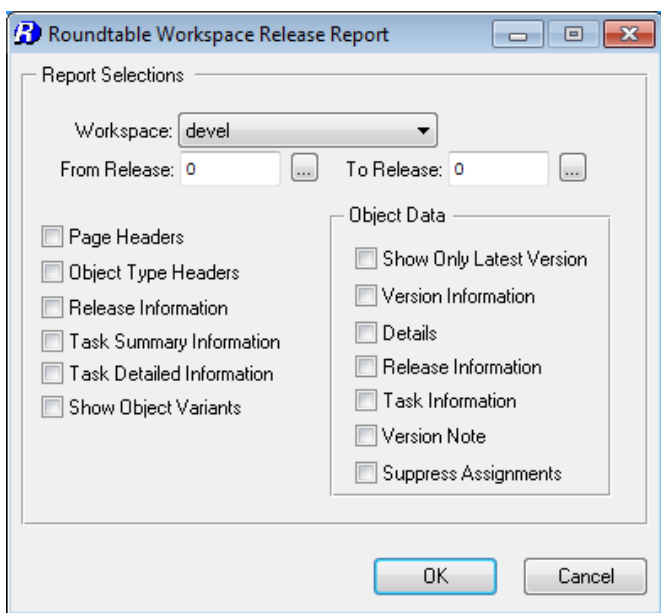 R Roundtable Workspace Release Report
Report Selections
Workspace: devel
From Release: 0 ... To Release: 0 ...
Page Headers
Object Type Headers
Release Information
Task Summary Information
Task Detailed Information
Show Object Variants
Object Data
Show Only Latest Version
Version Information
Details
Release Information
Task Information
Version Note
Suppress Assignments
OK Cancel